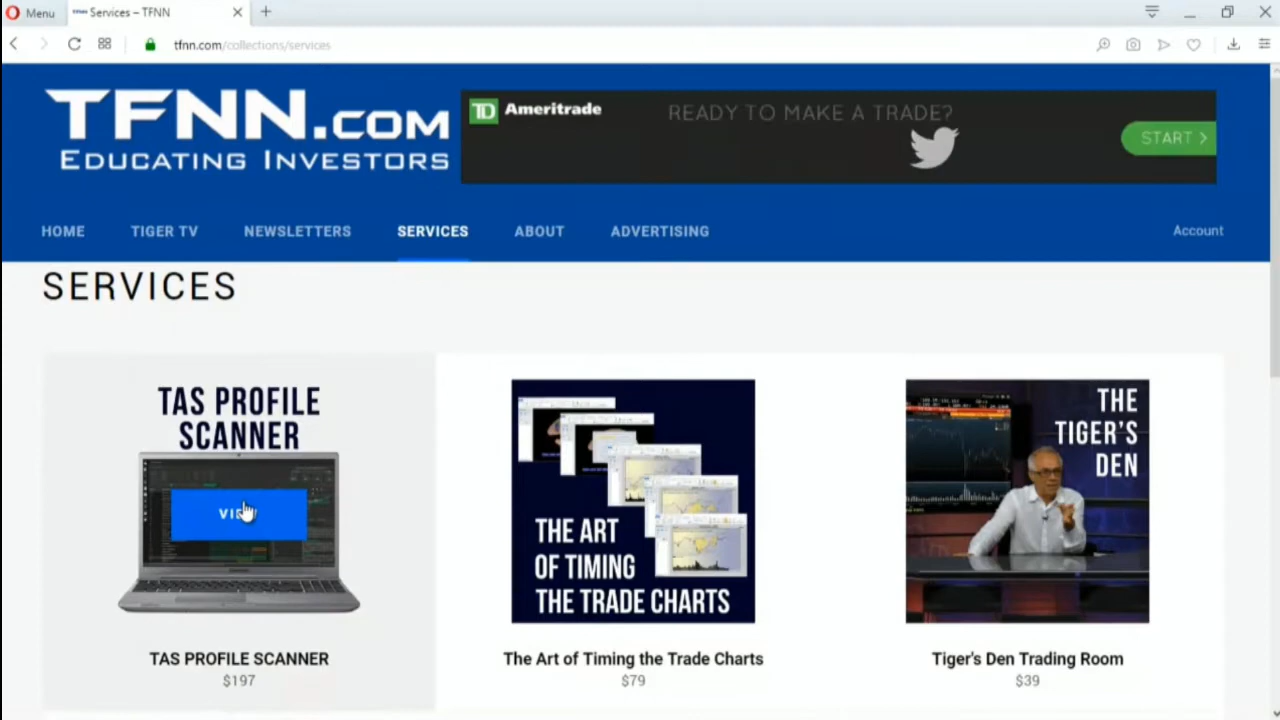 Menu
Services – TFNN
tfnn.com/collections/services
TFNN.COM
EDUCATING INVESTORS
TD Ameritrade
READY TO MAKE A TRADE?
START >
HOME
TIGER TV
NEWSLETTERS
SERVICES
ABOUT
ADVERTISING
Account
SERVICES
TAS PROFILE
SCANNER
TAS PROFILE SCANNER
$197
THE ART
OF TIMING
THE TRADE CHARTS
The Art of Timing the Trade Charts
$79
THE
TIGER'S
DEN
Tiger's Den Trading Room
$39